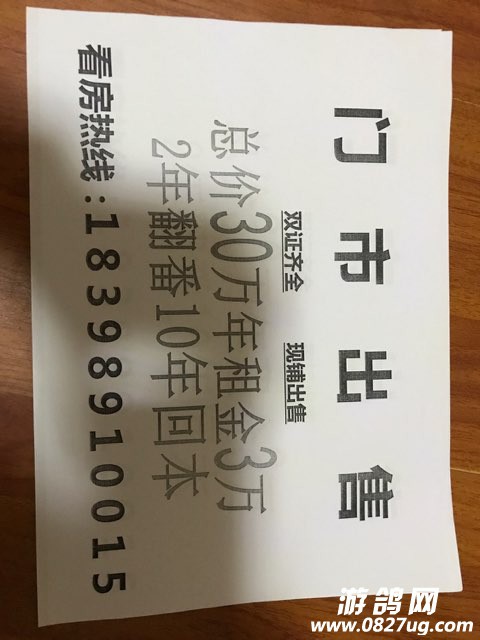 门市出售
双证齐全 现铺出售
总价30万年租金3万
2年翻番10年回本
看房热线:18398910015
游鸽网
www.0827ug.com